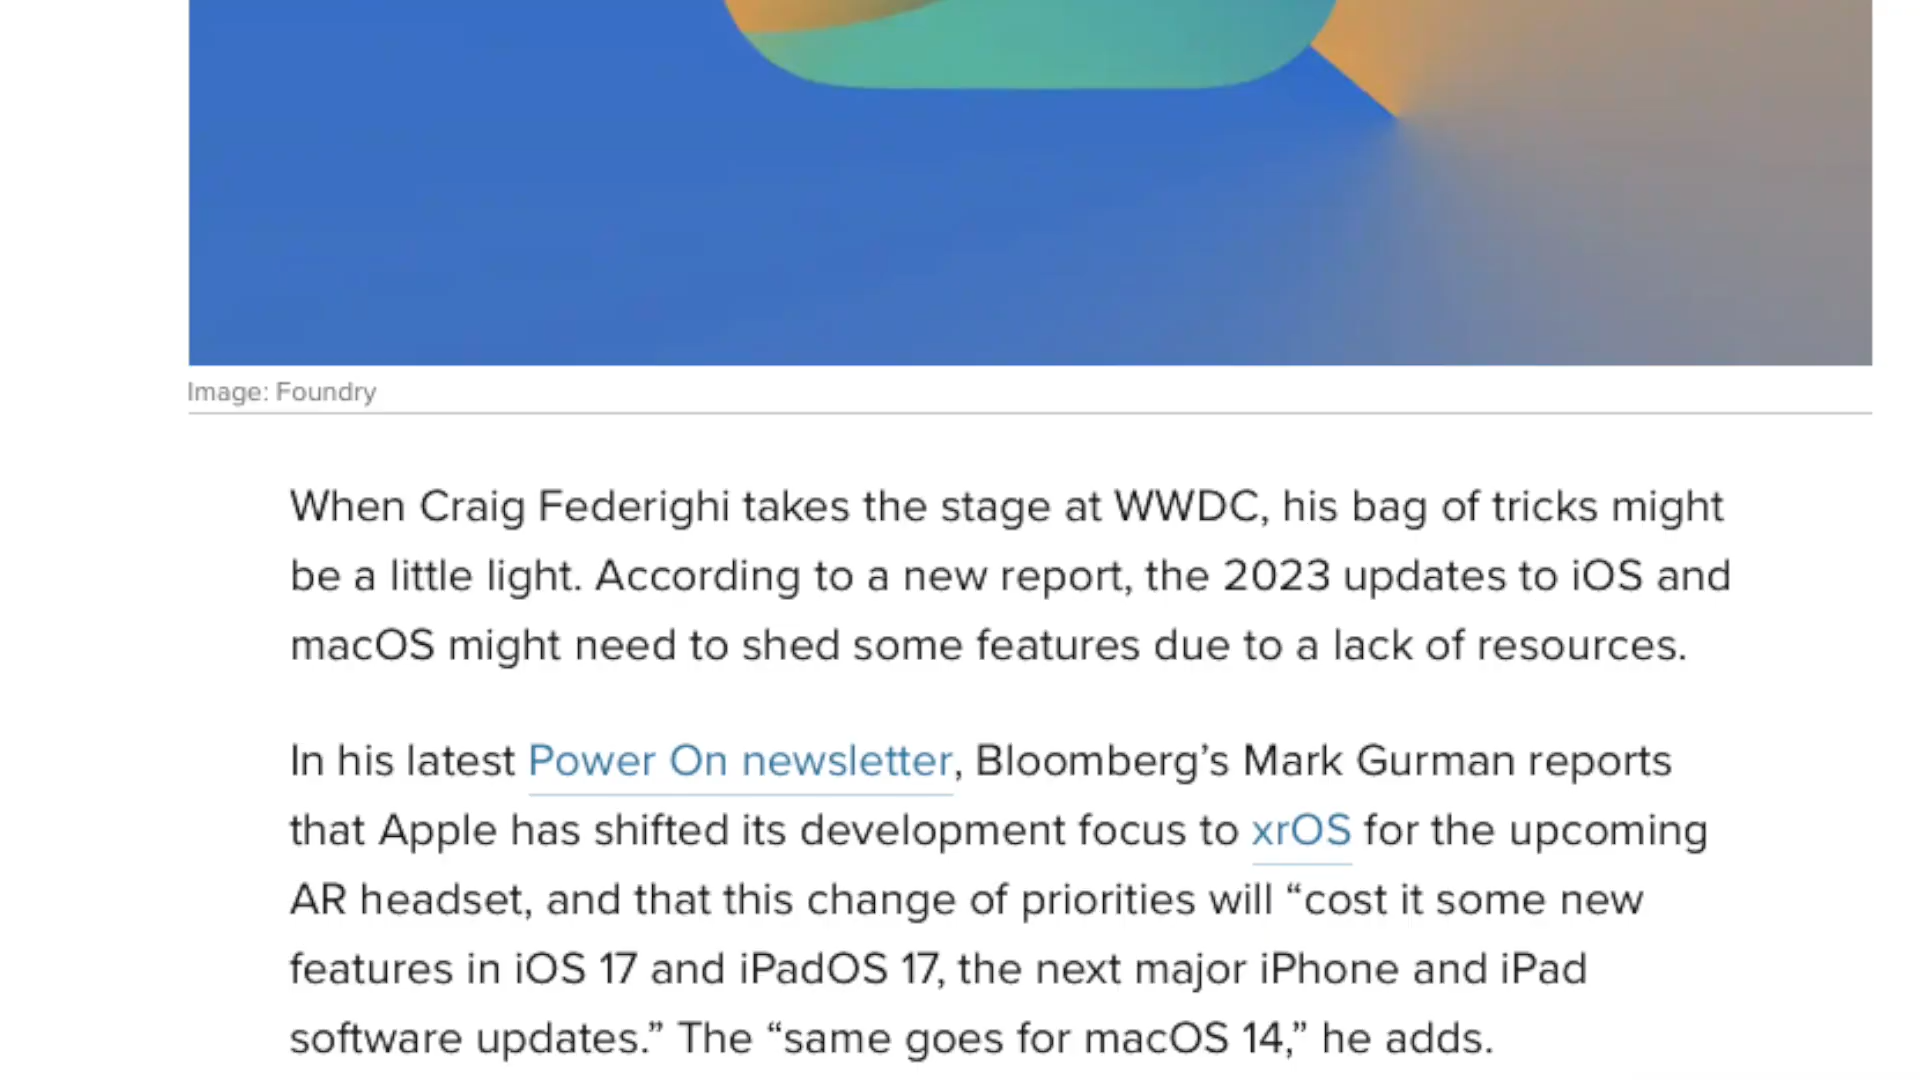 Image: Foundry
When Craig Federighi takes the stage at WWDC, his bag of tricks might
be a little light. According to a new report, the 2023 updates to iOS and
macOS might need to shed some features due to a lack of resources.
In his latest Power On newsletter, Bloomberg’s Mark Gurman reports
that Apple has shifted its development focus to xrOS for the upcoming
AR headset, and that this change of priorities will “cost it some new
features in iOS 17 and iPadOS 17, the next major iPhone and iPad
software updates.” The “same goes for macOS 14,” he adds.